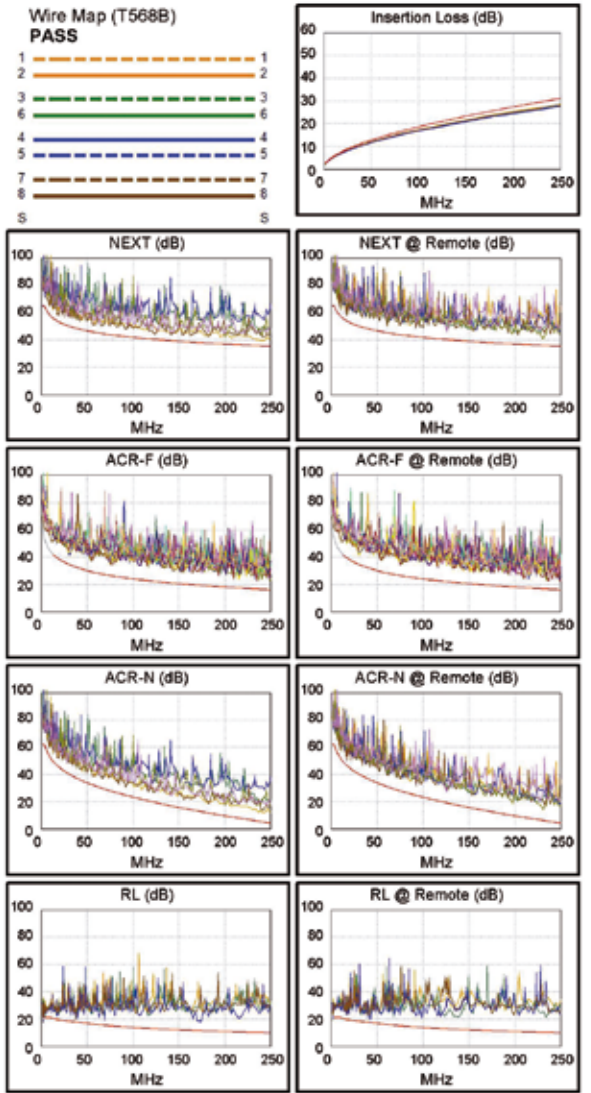 Wire Map (T568B)
PASS
1 1
2 2
3 3
6 6
4 4
5 5
7 7
8 8
S S
Insertion Loss (dB)
60
50
40
30
20
10
0
0 50 100 150 200 250
MHz
NEXT (dB)
100
80
60
40
20
0
0 50 100 150 200 250
MHz
NEXT @ Remote (dB)
100
80
60
40
20
0
0 50 100 150 200 250
MHz
ACR-F (dB)
100
80
60
40
20
0
0 50 100 150 200 250
MHz
ACR-F @ Remote (dB)
100
80
60
40
20
0
0 50 100 150 200 250
MHz
ACR-N (dB)
100
80
60
40
20
0
0 50 100 150 200 250
MHz
ACR-N @ Remote (dB)
100
80
60
40
20
0
0 50 100 150 200 250
MHz
RL (dB)
100
80
60
40
20
0
0 50 100 150 200 250
MHz
RL @ Remote (dB)
100
80
60
40
20
0
0 50 100 150 200 250
MHz